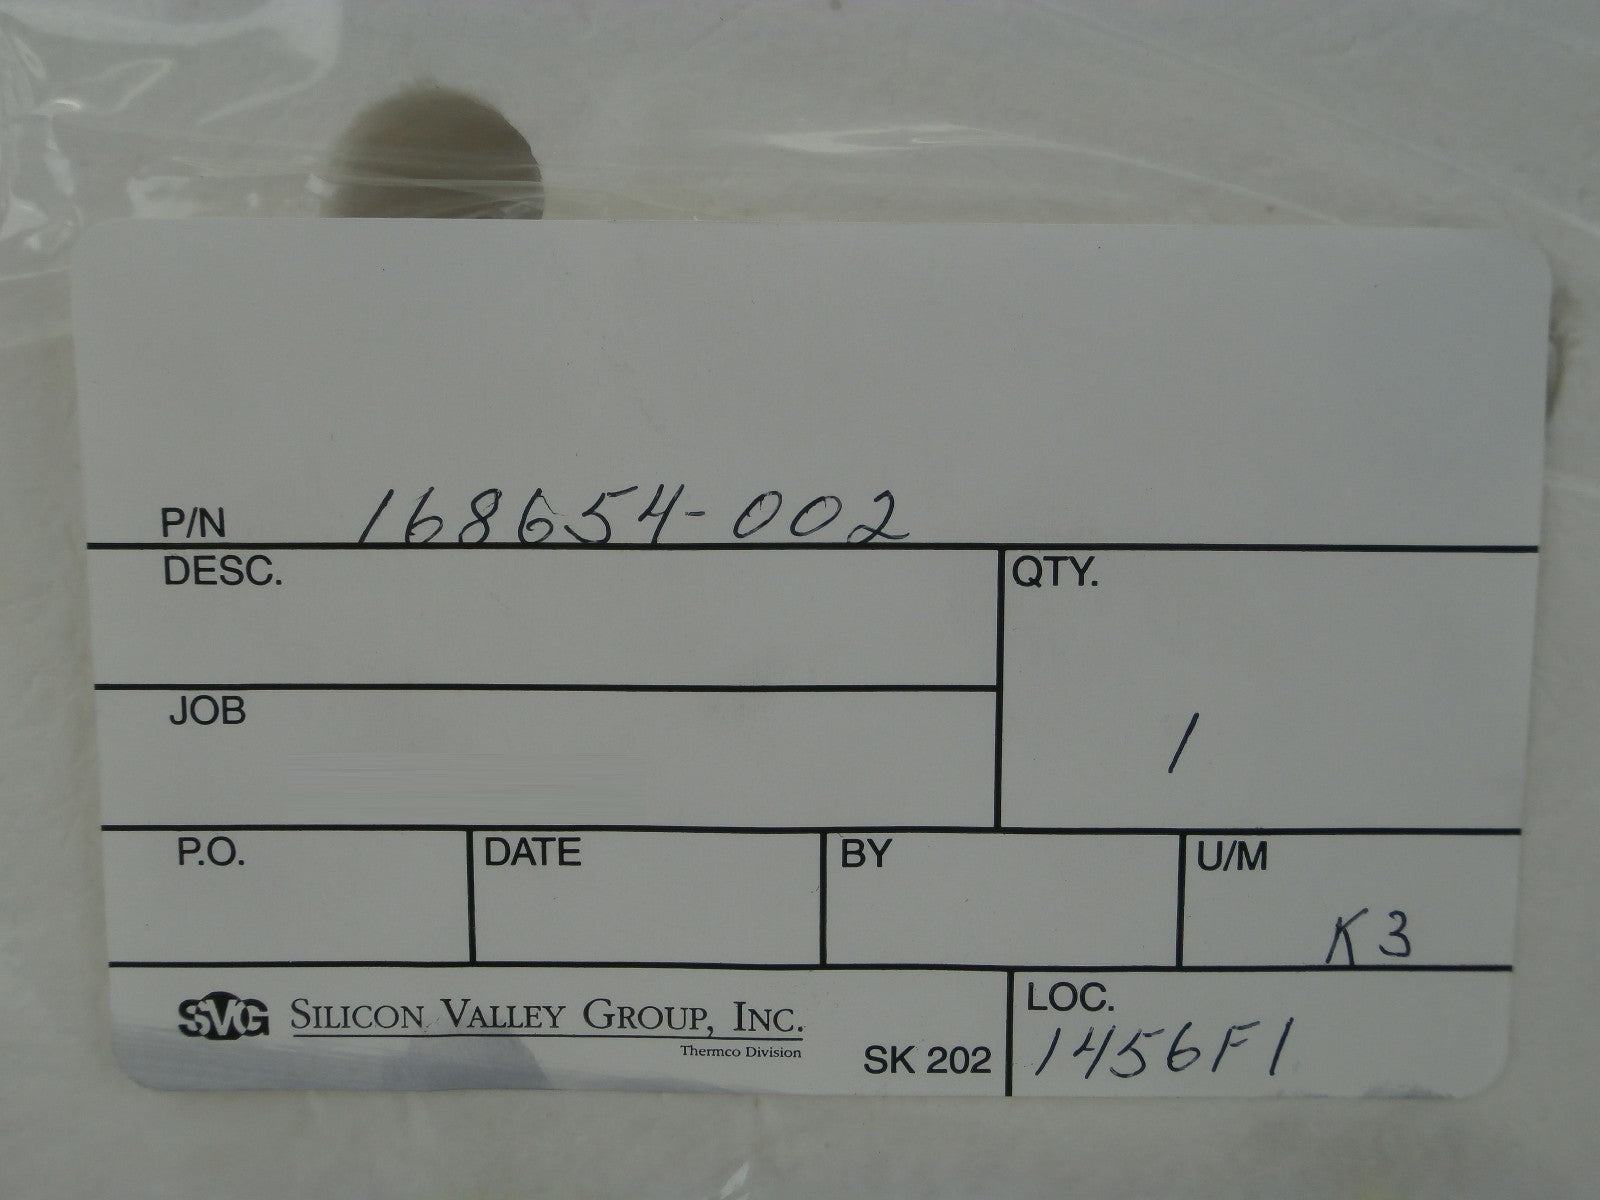 P/N 168654-002
DESC.
QTY.
JOB
1
P.O.
DATE
BY
U/M
K3
SVG SILICON VALLEY GROUP, INC.
Thermco Division
SK 202
LOC.
1456F1